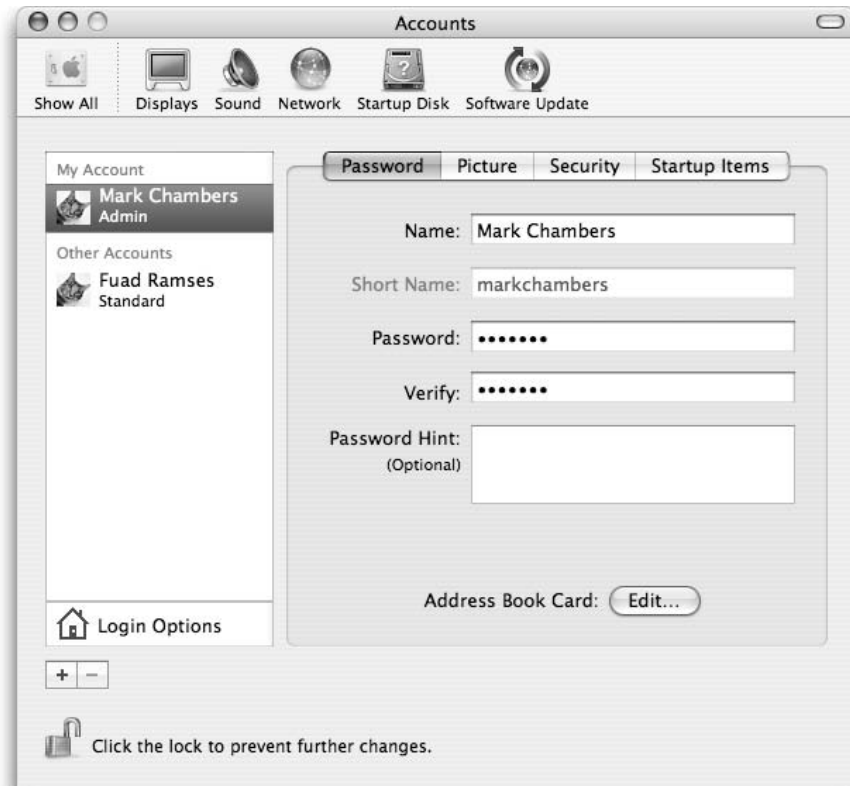 Accounts
Show All
Displays
Sound
Network
Startup Disk
Software Update
My Account
Mark Chambers
Admin
Other Accounts
Fuad Ramses
Standard
Login Options
Password
Picture
Security
Startup Items
Name: Mark Chambers
Short Name: markchambers
Password: •••••••
Verify: •••••••
Password Hint:
(Optional)
Address Book Card: Edit...
+ −
Click the lock to prevent further changes.